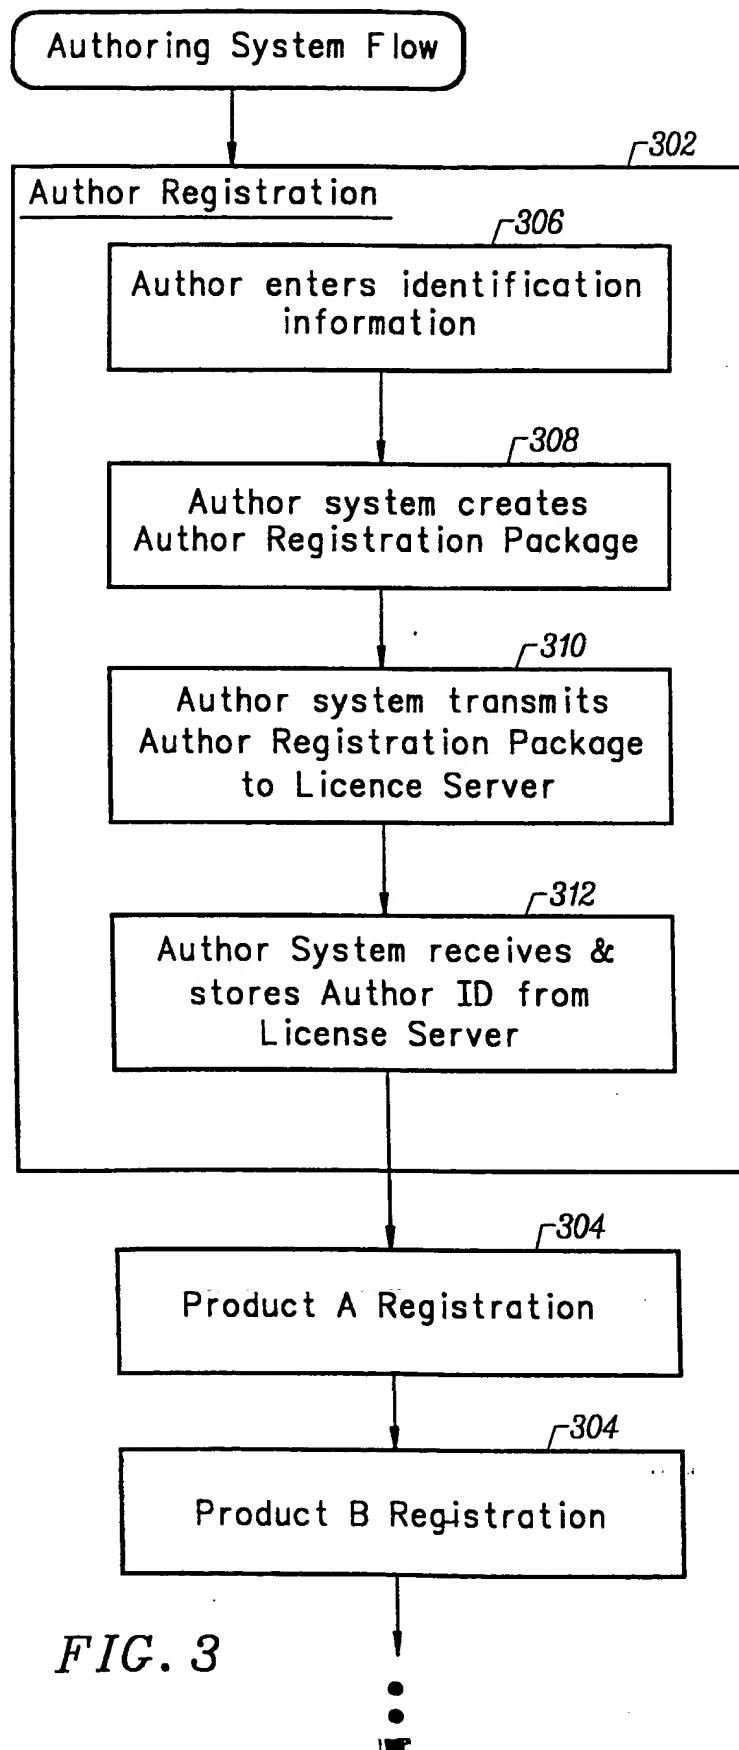 Authoring System Flow
302
Author Registration
306
Author enters identification
information
308
Author system creates
Author Registration Package
310
Author system transmits
Author Registration Package
to Licence Server
312
Author System receives &
stores Author ID from
License Server
304
Product A Registration
304
Product B Registration
FIG. 3